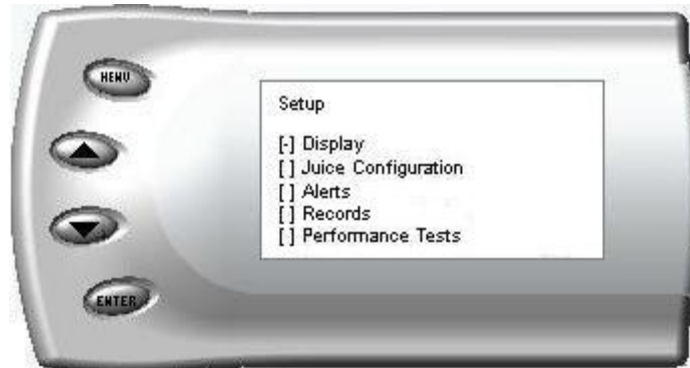 MENU
Setup
[-] Display
[ ] Juice Configuration
[ ] Alerts
[ ] Records
[ ] Performance Tests
ENTER